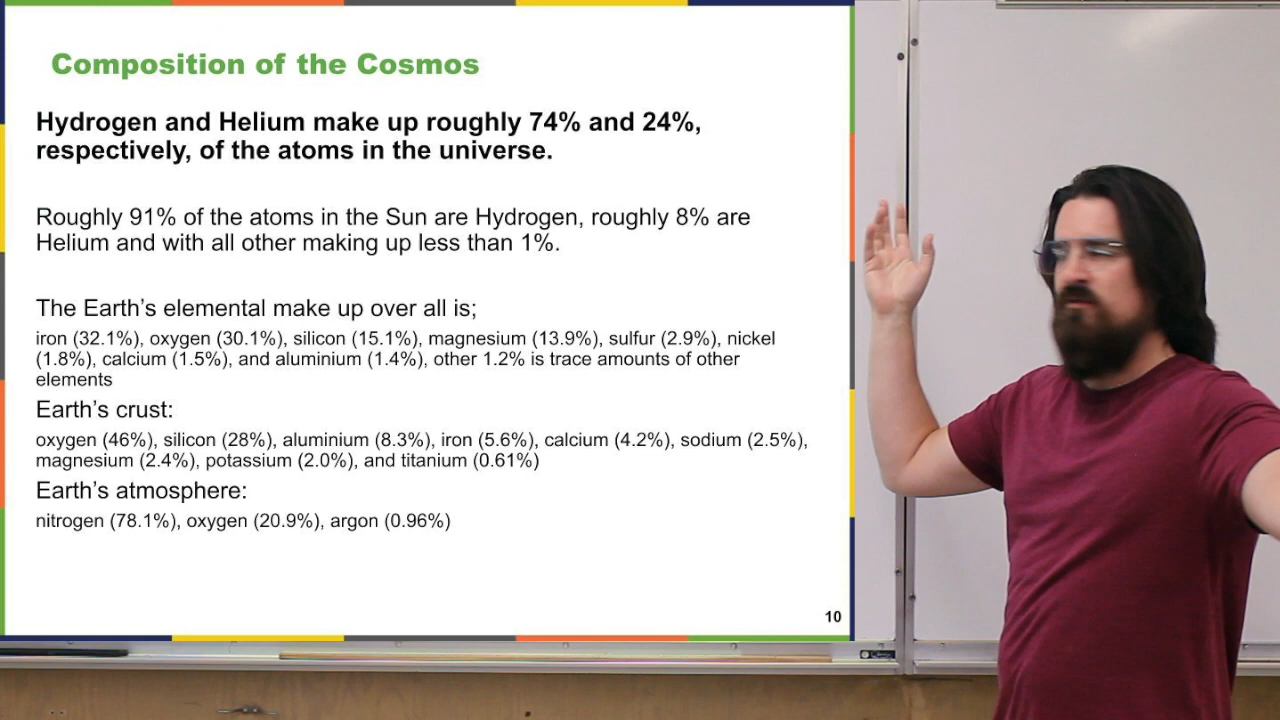 Composition of the Cosmos
Hydrogen and Helium make up roughly 74% and 24%,
respectively, of the atoms in the universe.
Roughly 91% of the atoms in the Sun are Hydrogen, roughly 8% are
Helium and with all other making up less than 1%.
The Earth's elemental make up over all is;
iron (32.1%), oxygen (30.1%), silicon (15.1%), magnesium (13.9%), sulfur (2.9%), nickel
(1.8%), calcium (1.5%), and aluminium (1.4%), other 1.2% is trace amounts of other
elements
Earth's crust:
oxygen (46%), silicon (28%), aluminium (8.3%), iron (5.6%), calcium (4.2%), sodium (2.5%),
magnesium (2.4%), potassium (2.0%), and titanium (0.61%)
Earth's atmosphere:
nitrogen (78.1%), oxygen (20.9%), argon (0.96%)
10